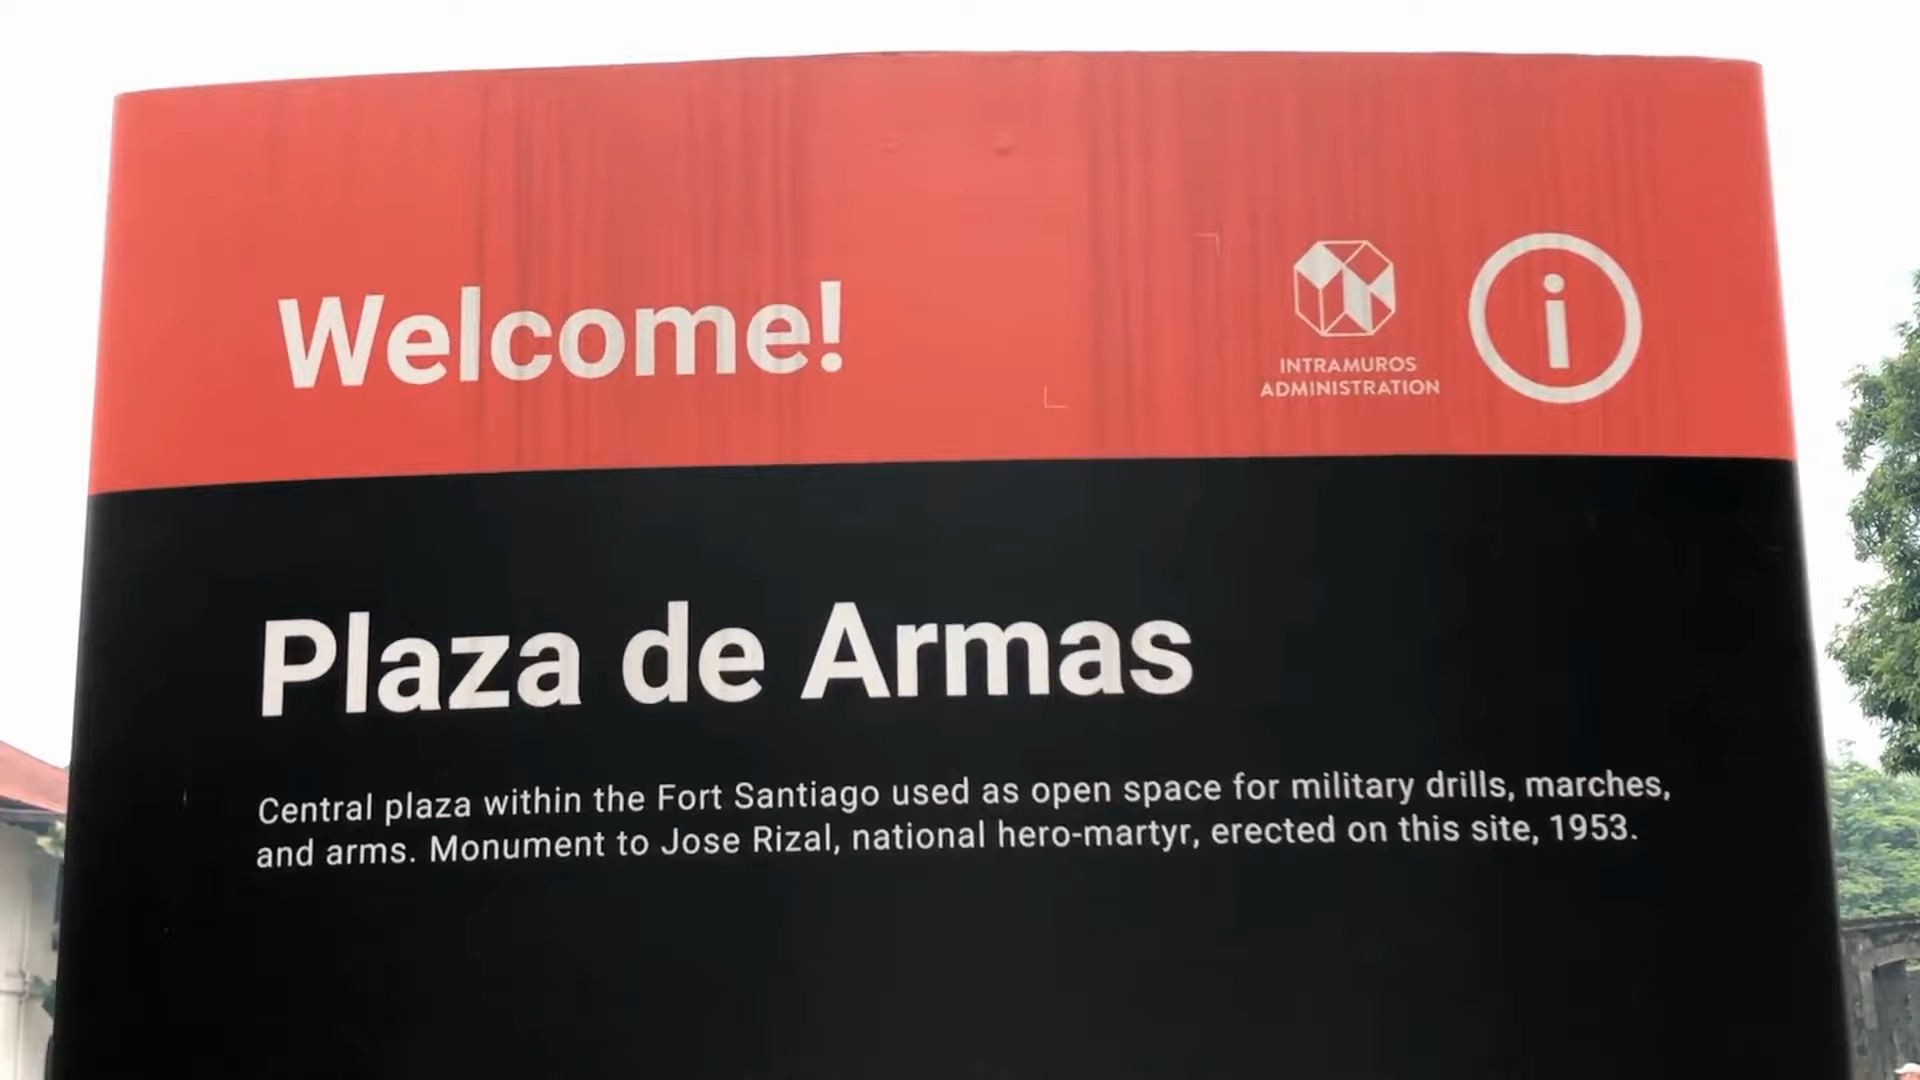 Welcome!
INTRAMUROS
ADMINISTRATION
i
Plaza de Armas
Central plaza within the Fort Santiago used as open space for military drills, marches,
and arms. Monument to Jose Rizal, national hero-martyr, erected on this site, 1953.